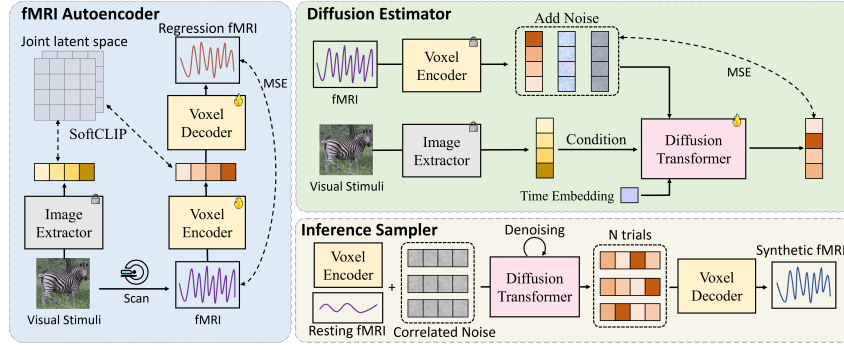 fMRI Autoencoder
Joint latent space
Regression fMRI
MSE
Voxel
Decoder
SoftCLIP
Image
Extractor
Voxel
Encoder
Scan
Visual Stimuli
fMRI
Diffusion Estimator
Add Noise
Voxel
Encoder
fMRI
MSE
Image
Extractor
Condition
Diffusion
Transformer
Visual Stimuli
Time Embedding
Inference Sampler
Denoising
N trials
Voxel
Encoder
Synthetic fMRI
+
Diffusion
Transformer
Voxel
Decoder
Resting fMRI
Correlated Noise